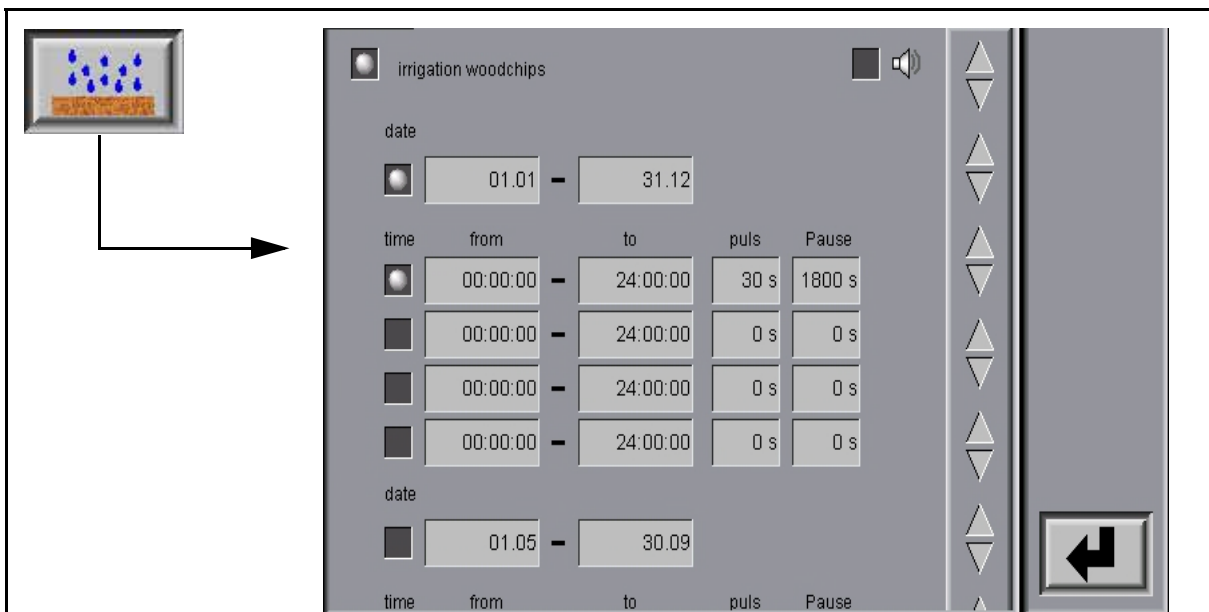 irrigation woodchips
date
01.01 – 31.12
time from to puls Pause
00:00:00 – 24:00:00 30 s 1800 s
00:00:00 – 24:00:00 0 s 0 s
00:00:00 – 24:00:00 0 s 0 s
00:00:00 – 24:00:00 0 s 0 s
date
01.05 – 30.09
time from to puls Pause